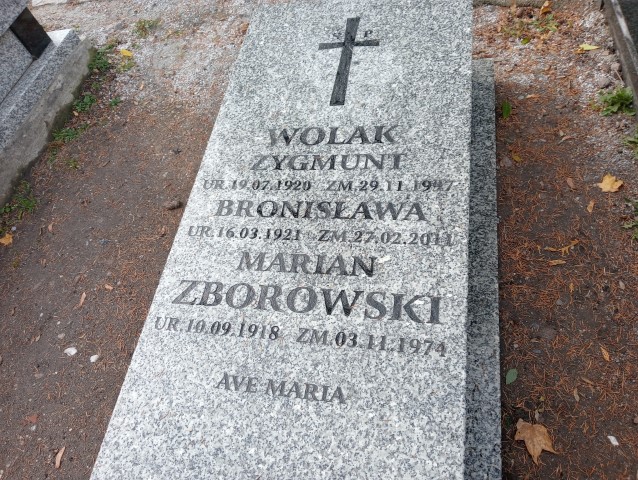 Ś P
WOLAK
ZYGMUNT
UR.19.07.1920 ZM.29.11.1997
BRONISŁAWA
UR.16.03.1921 ZM.27.02.2011
MARIAN
ZBOROWSKI
UR.10.09.1918 ZM.03.11.1974
AVE MARIA